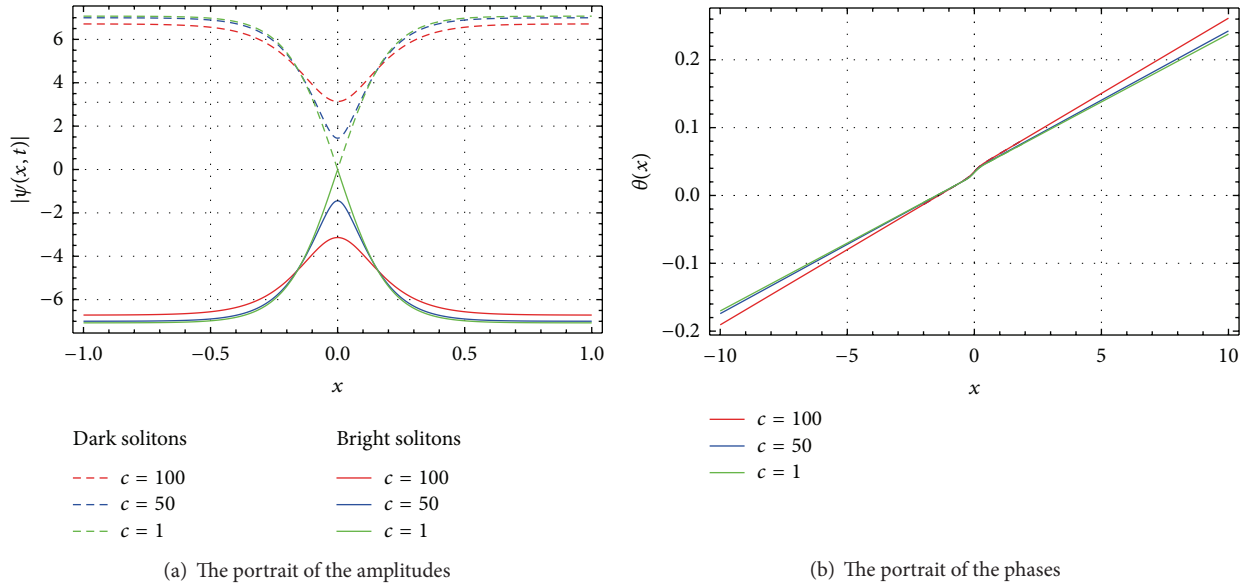 6
4
2
0
−2
−4
−6
|ψ(x, t)|
−1.0 −0.5 0.0 0.5 1.0
x
Dark solitons
c = 100
c = 50
c = 1
Bright solitons
c = 100
c = 50
c = 1
(a) The portrait of the amplitudes
0.2
0.1
0.0
−0.1
−0.2
θ(x)
−10 −5 0 5 10
x
c = 100
c = 50
c = 1
(b) The portrait of the phases